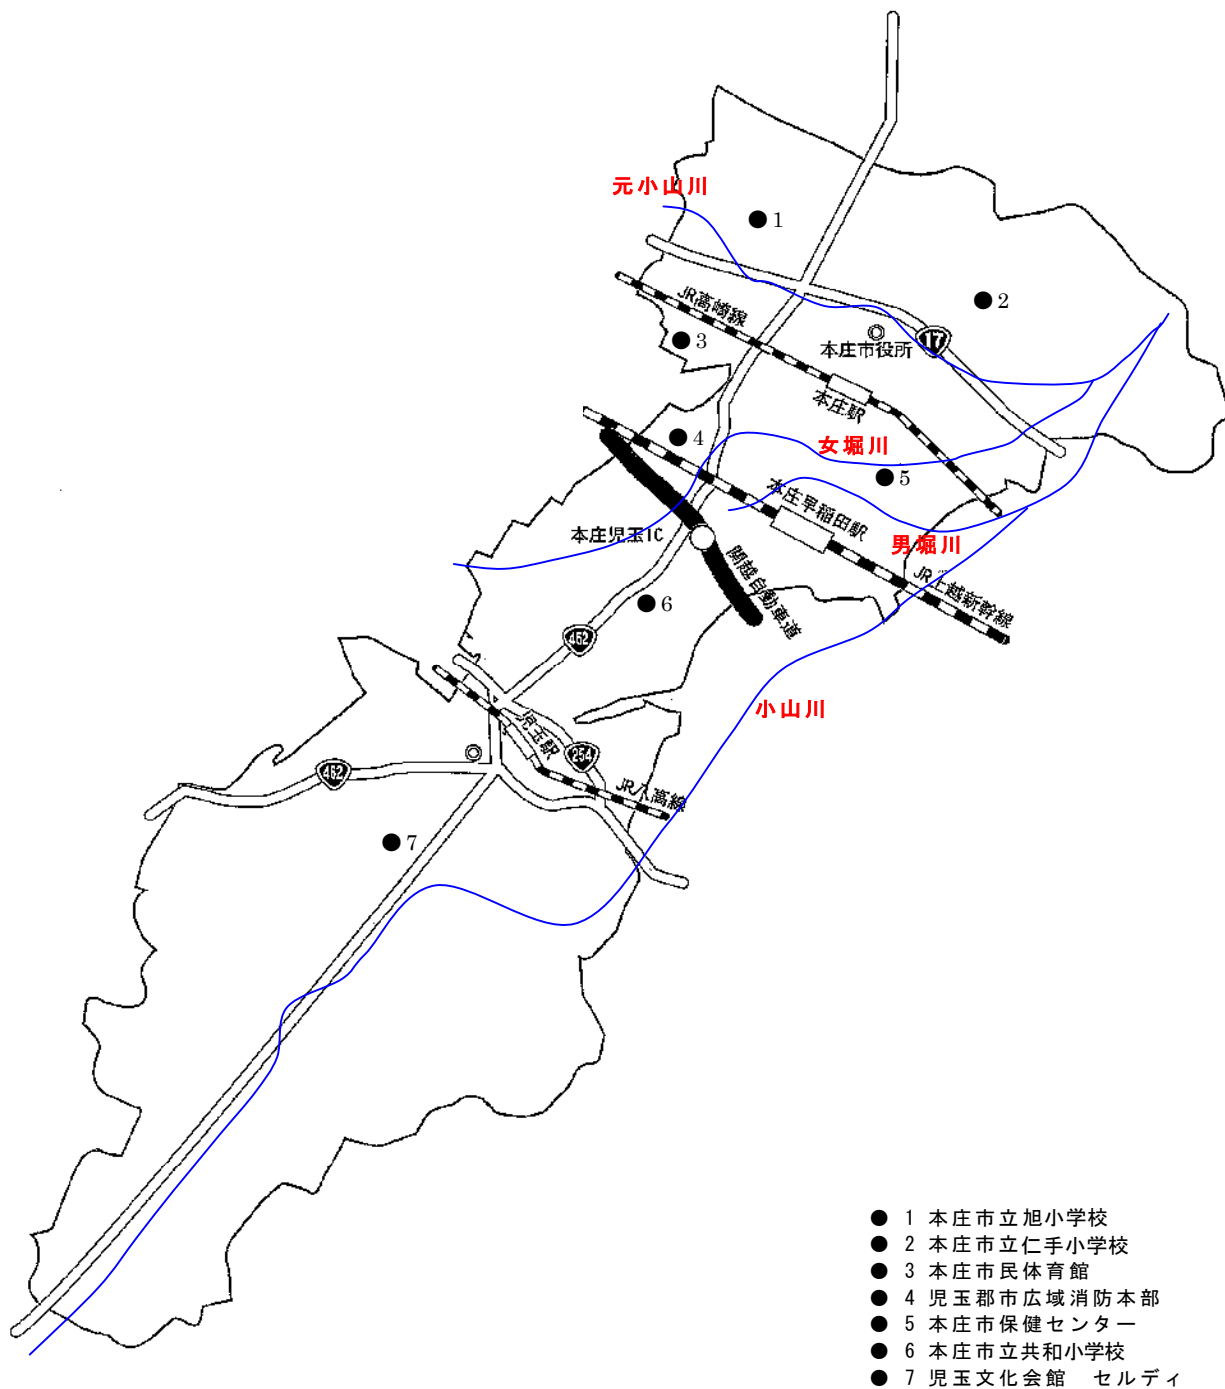 元小山川
1
2
JR高崎線
17
3
本庄市役所
本庄駅
4
女堀川
5
本庄早稲田駅
本庄児玉IC
男堀川
関越自動車道
JR上越新幹線
6
462
小山川
児玉駅
254
462
JR八高線
7
● 1 本庄市立旭小学校
● 2 本庄市立仁手小学校
● 3 本庄市民体育館
● 4 児玉郡市広域消防本部
● 5 本庄市保健センター
● 6 本庄市立共和小学校
● 7 児玉文化会館 セルディ